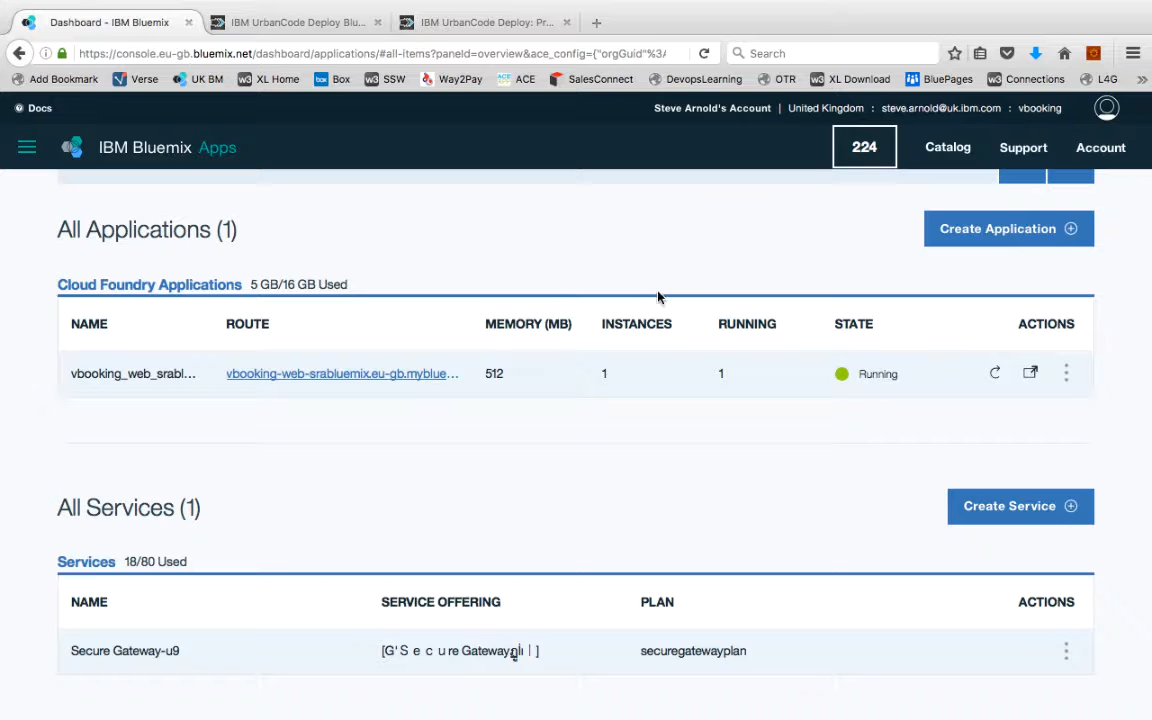 Dashboard - IBM Bluemix × IBM UrbanCode Deploy Blu... × IBM UrbanCode Deploy: Pr... × +
https://console.eu-gb.bluemix.net/dashboard/applications/#all-items?paneId=overview&ace_config={"orgGuid"%3A Search
Add Bookmark Verse UK BM XL Home Box SSW Way2Pay ACE SalesConnect DevopsLearning OTR XL Download BluePages Connections L4G »
Docs Steve Arnold's Account | United Kingdom : steve.arnold@uk.ibm.com : vbooking
IBM Bluemix Apps 224 Catalog Support Account
All Applications (1) Create Application
Cloud Foundry Applications 5 GB/16 GB Used
NAME ROUTE MEMORY (MB) INSTANCES RUNNING STATE ACTIONS
vbooking_web_srabl... vbooking-web-srabluemix.eu-gb.myblue... 512 1 1 Running
All Services (1) Create Service
Services 18/80 Used
NAME SERVICE OFFERING PLAN ACTIONS
Secure Gateway-u9 Secure Gateway securegatewayplan